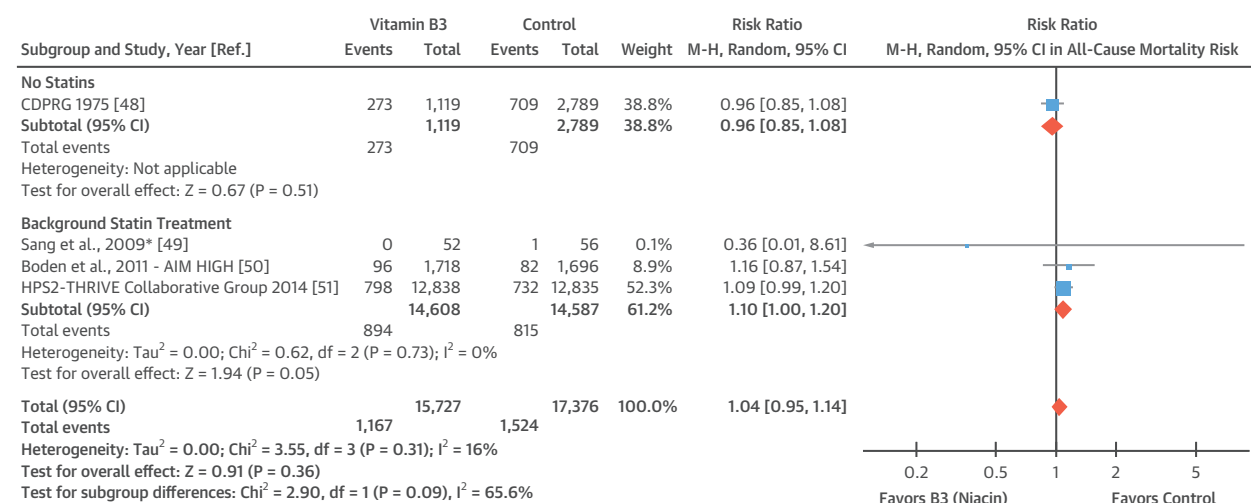 Vitamin B3 Control Risk Ratio Risk Ratio
Subgroup and Study, Year [Ref.] Events Total Events Total Weight M-H, Random, 95% CI M-H, Random, 95% CI in All-Cause Mortality Risk
No Statins
CDPRG 1975 [48] 273 1,119 709 2,789 38.8% 0.96 [0.85, 1.08]
Subtotal (95% CI) 1,119 2,789 38.8% 0.96 [0.85, 1.08]
Total events 273 709
Heterogeneity: Not applicable
Test for overall effect: Z = 0.67 (P = 0.51)
Background Statin Treatment
Sang et al., 2009* [49] 0 52 1 56 0.1% 0.36 [0.01, 8.61]
Boden et al., 2011 - AIM HIGH [50] 96 1,718 82 1,696 8.9% 1.16 [0.87, 1.54]
HPS2-THRIVE Collaborative Group 2014 [51] 798 12,838 732 12,835 52.3% 1.09 [0.99, 1.20]
Subtotal (95% CI) 14,608 14,587 61.2% 1.10 [1.00, 1.20]
Total events 894 815
Heterogeneity: Tau² = 0.00; Chi² = 0.62, df = 2 (P = 0.73); I² = 0%
Test for overall effect: Z = 1.94 (P = 0.05)
Total (95% CI) 15,727 17,376 100.0% 1.04 [0.95, 1.14]
Total events 1,167 1,524
Heterogeneity: Tau² = 0.00; Chi² = 3.55, df = 3 (P = 0.31); I² = 16%
Test for overall effect: Z = 0.91 (P = 0.36)
Test for subgroup differences: Chi² = 2.90, df = 1 (P = 0.09), I² = 65.6%
0.2 0.5 1 2 5
Favors B3 (Niacin) Favors Control